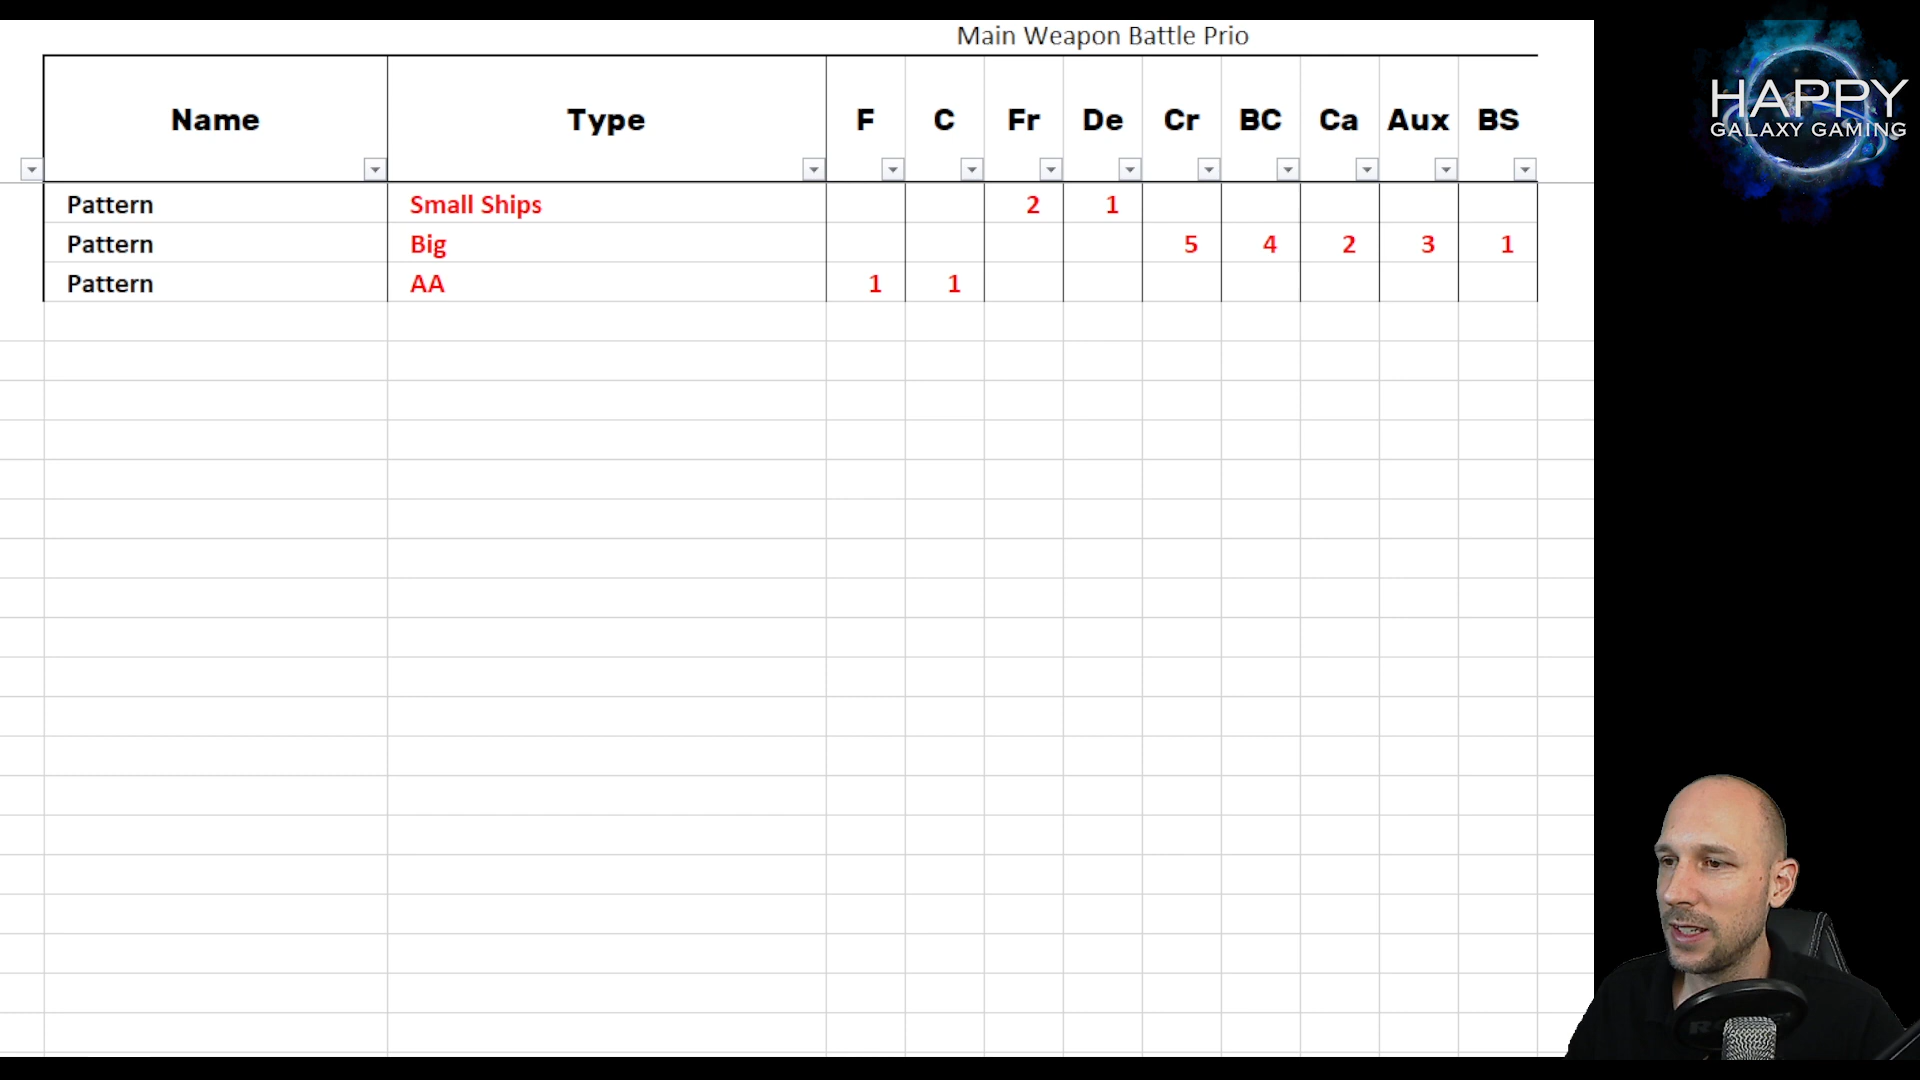 Main Weapon Battle Prio
HAPPY
GALAXY GAMING
Name Type F C Fr De Cr BC Ca Aux BS
Pattern Small Ships 2 1
Pattern Big 5 4 2 3 1
Pattern AA 1 1